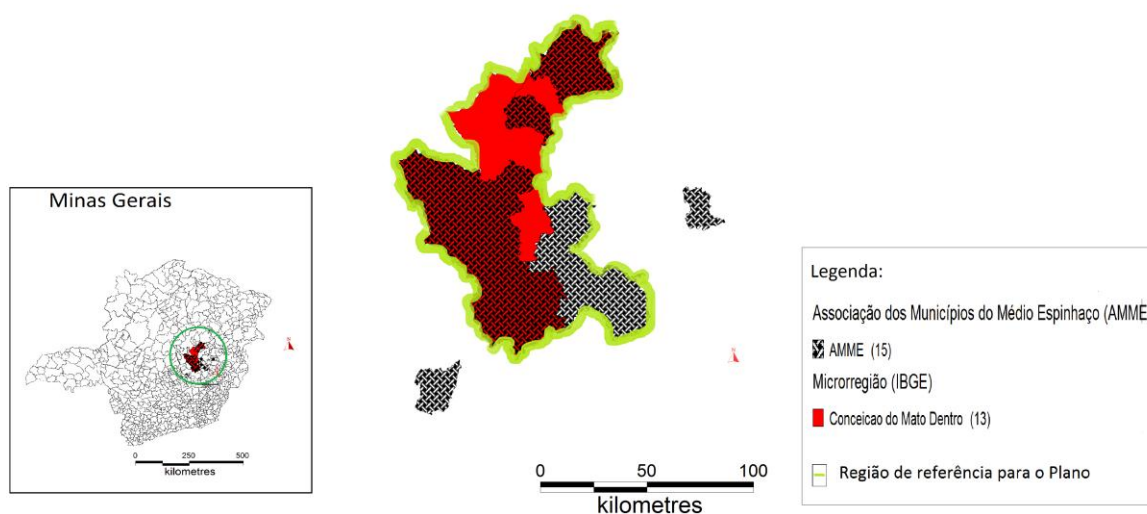 Minas Gerais
0 250 500
kilometres
0 50 100
kilometres
Legenda:
Associação dos Municípios do Médio Espinhaço (AMME
AMME (15)
Microrregião (IBGE)
Conceicao do Mato Dentro (13)
Região de referência para o Plano